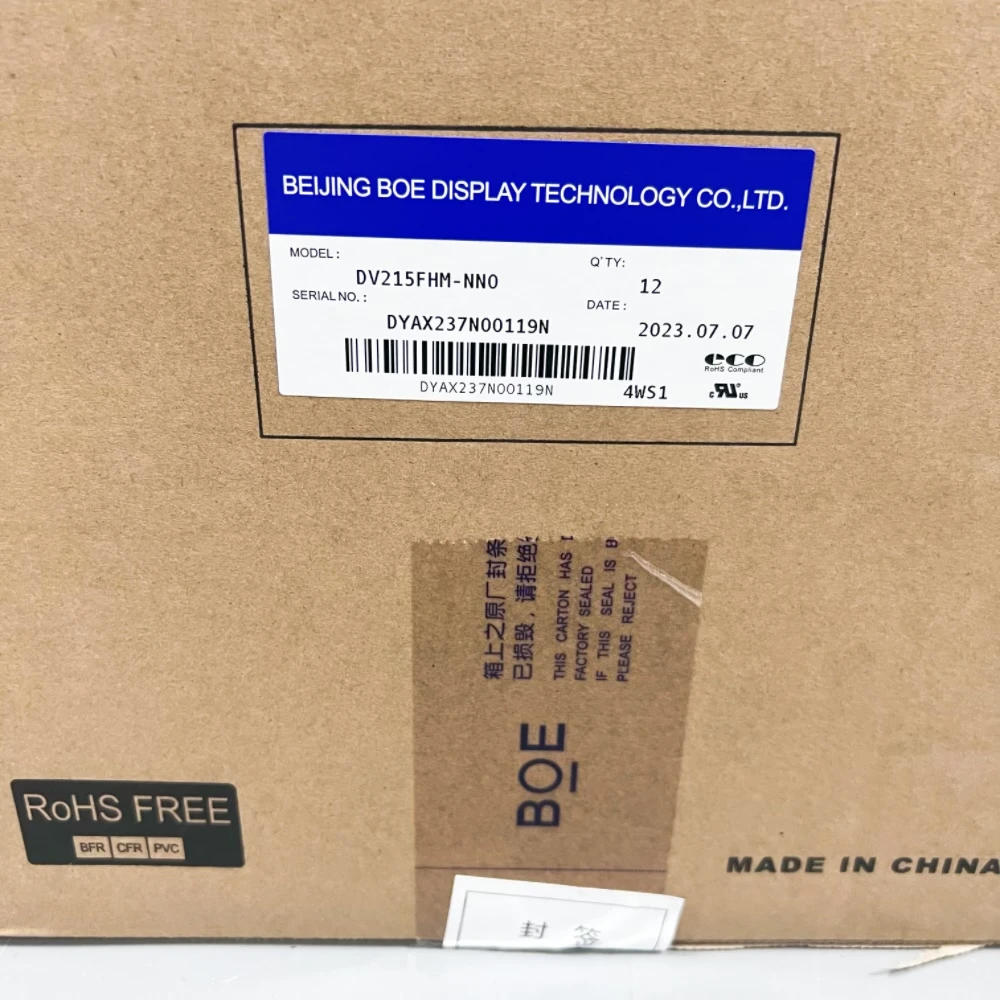 BEIJING BOE DISPLAY TECHNOLOGY CO.,LTD.
MODEL :
Q'TY:
DV215FHM-NN0
12
SERIAL NO. :
DATE :
DYAX237N00119N
2023.07.07
eco
RoHS Compliant
DYAX237N00119N
4WS1
c RU us
箱上之原厂封条
已损毁，请拒绝
THIS CARTON HAS
FACTORY SEALED
IF THIS SEAL IS
PLEASE REJECT
BOE
RoHS FREE
BFR CFR PVC
MADE IN CHINA
封 签